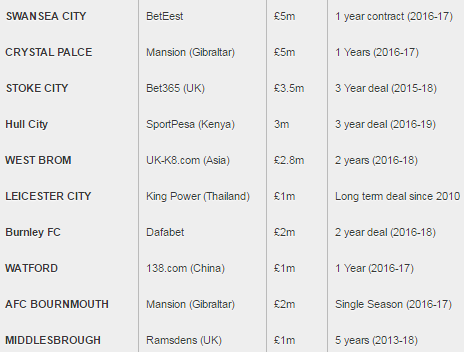 SWANSEA CITY BetEest £5m 1 year contract (2016-17)
CRYSTAL PALCE Mansion (Gibraltar) £5m 1 Years (2016-17)
STOKE CITY Bet365 (UK) £3.5m 3 Year deal (2015-18)
Hull City SportPesa (Kenya) 3m 3 year deal (2016-19)
WEST BROM UK-K8.com (Asia) £2.8m 2 years (2016-18)
LEICESTER CITY King Power (Thailand) £1m Long term deal since 2010
Burnley FC Dafabet £2m 2 year deal (2016-18)
WATFORD 138.com (China) £1m 1 Year (2016-17)
AFC BOURNMOUTH Mansion (Gibraltar) £2m Single Season (2016-17)
MIDDLESBROUGH Ramsdens (UK) £1m 5 years (2013-18)